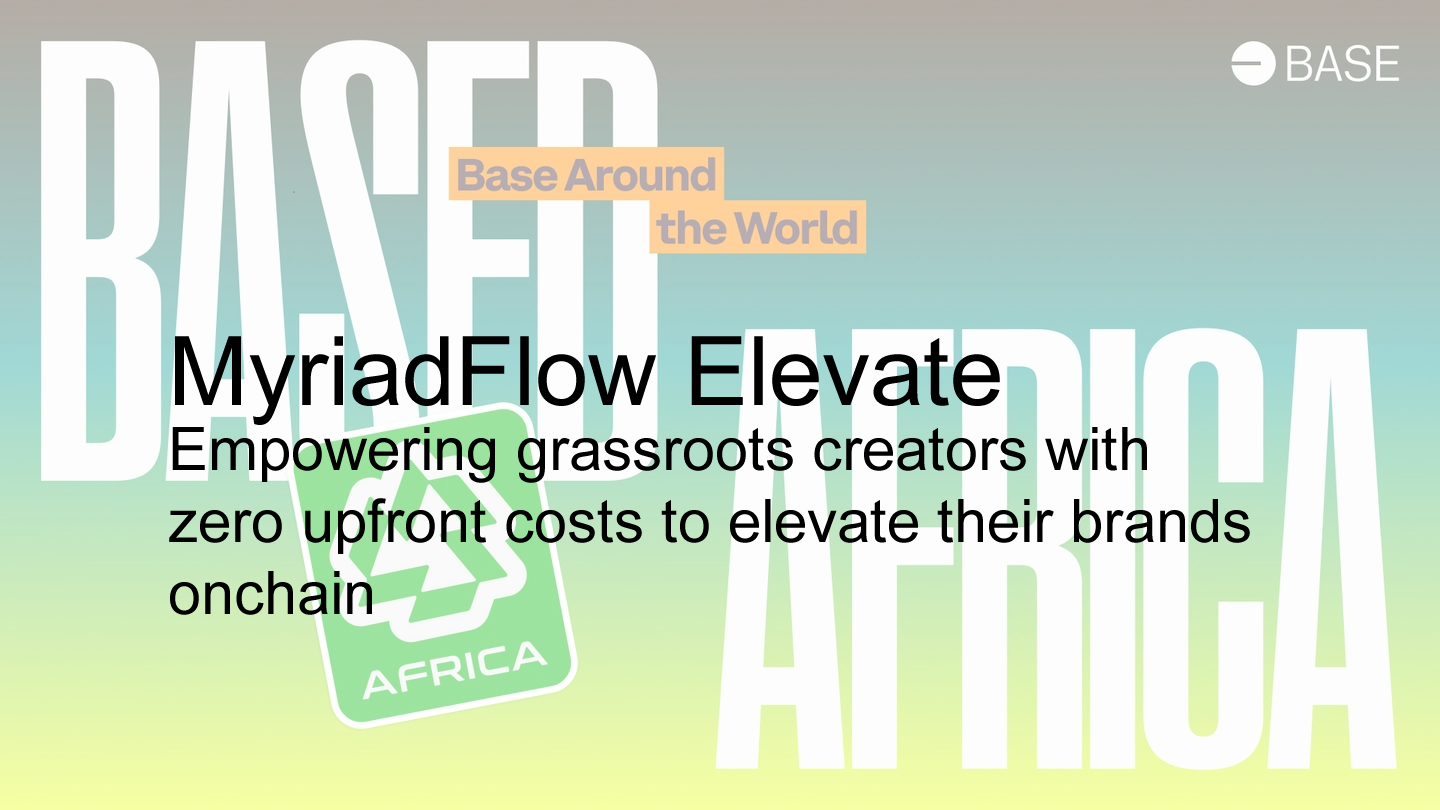 BASED
BASE
Base Around
the World
AFRICA
MyriadFlow Elevate
Empowering grassroots creators with
zero upfront costs to elevate their brands
onchain
AFRICA